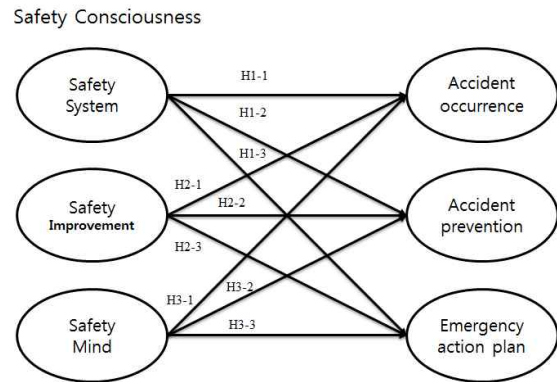 Safety Consciousness
Safety
System
H1-1
Accident
occurrence
H1-2
H1-3
H2-1
Safety
Improvement
H2-2
Accident
prevention
H2-3
H3-1
H3-2
Safety
Mind
H3-3
Emergency
action plan